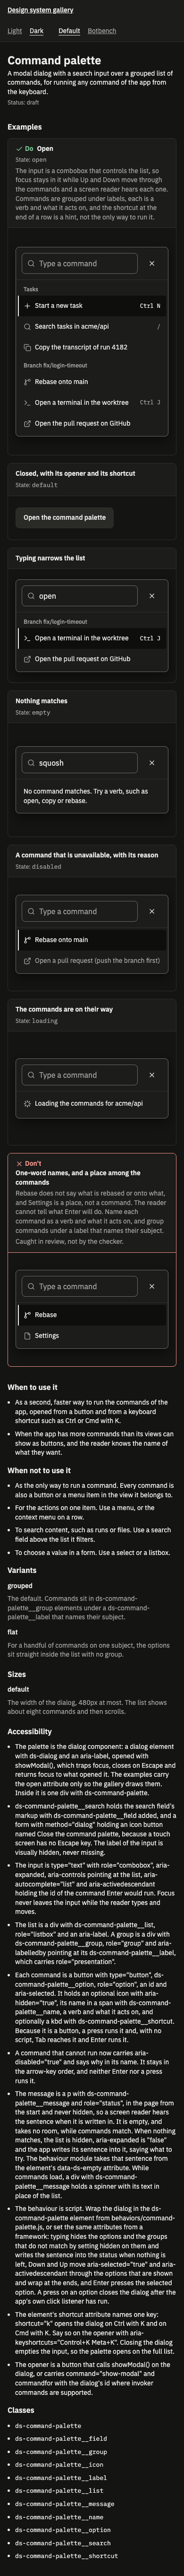 Design system gallery
Light Dark Default Botbench
Command palette
A modal dialog with a search input over a grouped list of
commands, for running any command of the app from
the keyboard.
Status: draft
Examples
Do Open
State: open
The input is a combobox that controls the list, so
focus stays in it while Up and Down move through
the commands and a screen reader hears each one.
Commands are grouped under labels, each is a
verb and what it acts on, and the shortcut at the
end of a row is a hint, not the only way to run it.
Type a command
Tasks
Start a new task Ctrl N
Search tasks in acme/api /
Copy the transcript of run 4182
Branch fix/login-timeout
Rebase onto main
Open a terminal in the worktree Ctrl J
Open the pull request on GitHub
Closed, with its opener and its shortcut
State: default
Open the command palette
Typing narrows the list
open
Branch fix/login-timeout
Open a terminal in the worktree Ctrl J
Open the pull request on GitHub
Nothing matches
State: empty
squosh
No command matches. Try a verb, such as
open, copy or rebase.
A command that is unavailable, with its reason
State: disabled
Type a command
Rebase onto main
Open a pull request (push the branch first)
The commands are on their way
State: loading
Type a command
Loading the commands for acme/api
Don't
One-word names, and a place among the
commands
Rebase does not say what is rebased or onto what,
and Settings is a place, not a command. The reader
cannot tell what Enter will do. Name each
command as a verb and what it acts on, and group
commands under a label that names their subject.
Caught in review, not by the checker.
Type a command
Rebase
Settings
When to use it
As a second, faster way to run the commands of the
app, opened from a button and from a keyboard
shortcut such as Ctrl or Cmd with K.
When the app has more commands than its views can
show as buttons, and the reader knows the name of
what they want.
When not to use it
As the only way to run a command. Every command is
also a button or a menu item in the view it belongs to.
For the actions on one item. Use a menu, or the
context menu on a row.
To search content, such as runs or files. Use a search
field above the list it filters.
To choose a value in a form. Use a select or a listbox.
Variants
grouped
The default. Commands sit in ds-command-
palette__group elements under a ds-command-
palette__label that names their subject.
flat
For a handful of commands on one subject, the options
sit straight inside the list with no group.
Sizes
default
The width of the dialog, 480px at most. The list shows
about eight commands and then scrolls.
Accessibility
The palette is the dialog component: a dialog element
with ds-dialog and an aria-label, opened with
showModal(), which traps focus, closes on Escape and
returns focus to what opened it. The examples carry
the open attribute only so the gallery draws them.
Inside it is one div with ds-command-palette.
ds-command-palette__search holds the search field's
markup with ds-command-palette__field added, and a
form with method="dialog" holding an icon button
named Close the command palette, because a touch
screen has no Escape key. The label of the input is
visually hidden, never missing.
The input is type="text" with role="combobox", aria-
expanded, aria-controls pointing at the list, aria-
autocomplete="list" and aria-activedescendant
holding the id of the command Enter would run. Focus
never leaves the input while the reader types and
moves.
The list is a div with ds-command-palette__list,
role="listbox" and an aria-label. A group is a div with
ds-command-palette__group, role="group" and aria-
labelledby pointing at its ds-command-palette__label,
which carries role="presentation".
Each command is a button with type="button", ds-
command-palette__option, role="option", an id and
aria-selected. It holds an optional icon with aria-
hidden="true", its name in a span with ds-command-
palette__name, a verb and what it acts on, and
optionally a kbd with ds-command-palette__shortcut.
Because it is a button, a press runs it and, with no
script, Tab reaches it and Enter runs it.
A command that cannot run now carries aria-
disabled="true" and says why in its name. It stays in
the arrow-key order, and neither Enter nor a press
runs it.
The message is a p with ds-command-
palette__message and role="status", in the page from
the start and never hidden, so a screen reader hears
the sentence when it is written in. It is empty, and
takes no room, while commands match. When nothing
matches, the list is hidden, aria-expanded is "false"
and the app writes its sentence into it, saying what to
try. The behaviour module takes that sentence from
the element's data-ds-empty attribute. While
commands load, a div with ds-command-
palette__message holds a spinner with its text in
place of the list.
The behaviour is script. Wrap the dialog in the ds-
command-palette element from behaviors/command-
palette.js, or set the same attributes from a
framework: typing hides the options and the groups
that do not match by setting hidden on them and
writes the sentence into the status when nothing is
left, Down and Up move aria-selected="true" and aria-
activedescendant through the options that are shown
and wrap at the ends, and Enter presses the selected
option. A press on an option closes the dialog after the
app's own click listener has run.
The element's shortcut attribute names one key:
shortcut="k" opens the dialog on Ctrl with K and on
Cmd with K. Say so on the opener with aria-
keyshortcuts="Control+K Meta+K". Closing the dialog
empties the input, so the palette opens on the full list.
The opener is a button that calls showModal() on the
dialog, or carries command="show-modal" and
commandfor with the dialog's id where invoker
commands are supported.
Classes
ds-command-palette
ds-command-palette__field
ds-command-palette__group
ds-command-palette__icon
ds-command-palette__label
ds-command-palette__list
ds-command-palette__message
ds-command-palette__name
ds-command-palette__option
ds-command-palette__search
ds-command-palette__shortcut